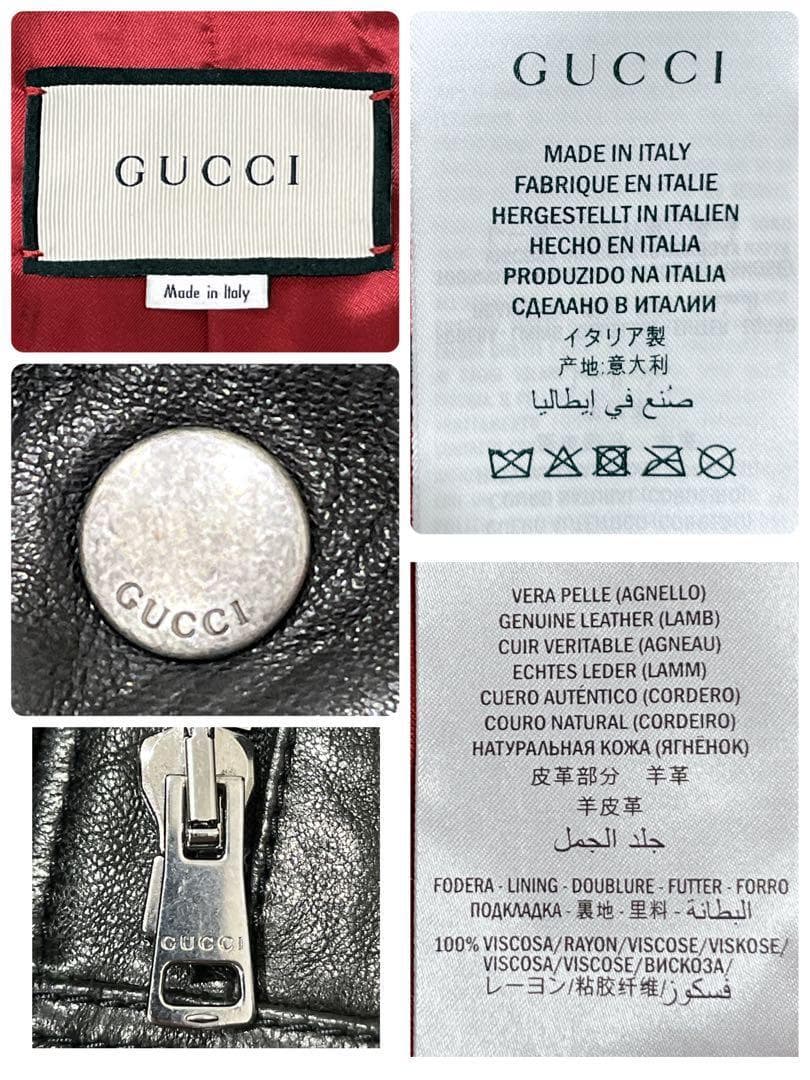 GUCCI
Made in Italy
GUCCI
GUCCI
GUCCI
MADE IN ITALY
FABRIQUE EN ITALIE
HERGESTELLT IN ITALIEN
HECHO EN ITALIA
PRODUZIDO NA ITALIA
СДЕЛАНО В ИТАЛИИ
イタリア製
产地:意大利
صُنع في إيطاليا
VERA PELLE (AGNELLO)
GENUINE LEATHER (LAMB)
CUIR VERITABLE (AGNEAU)
ECHTES LEDER (LAMM)
CUERO AUTÉNTICO (CORDERO)
COURO NATURAL (CORDEIRO)
НАТУРАЛЬНАЯ КОЖА (ЯГНЁНОК)
皮革部分 羊革
羊皮革
جلد الجمل
FODERA - LINING - DOUBLURE - FUTTER - FORRO
ПОДКЛАДКА - 裏地 - 里料 - البطانة
100% VISCOSA/RAYON/VISCOSE/VISKOSE/
VISCOSA/VISCOSE/ВИСКОЗА/
レーヨン/粘胶纤维/فسكوز